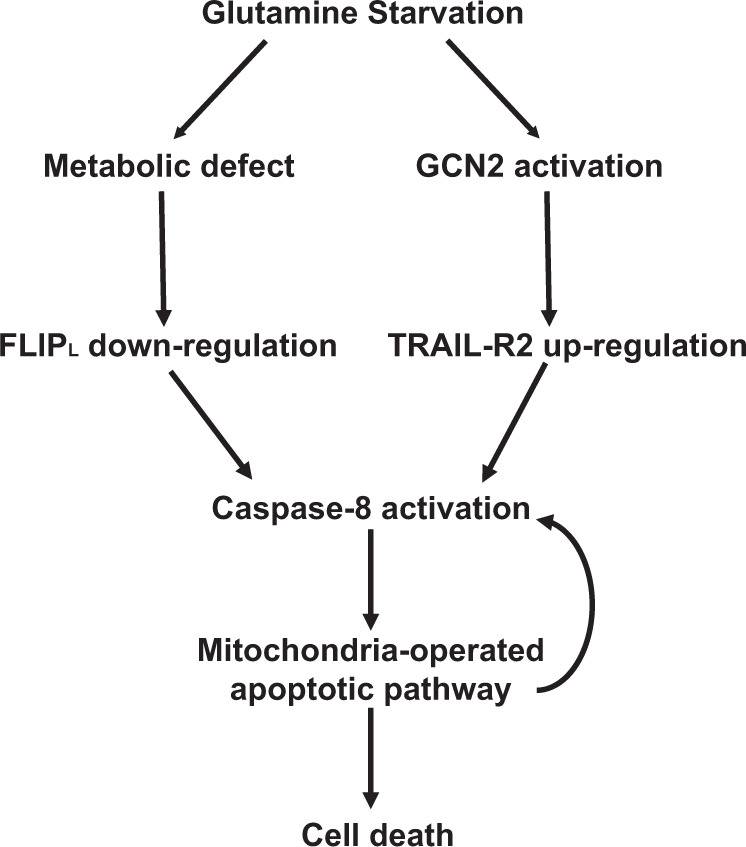 Glutamine Starvation
Metabolic defect
GCN2 activation
FLIPL down-regulation
TRAIL-R2 up-regulation
Caspase-8 activation
Mitochondria-operated
apoptotic pathway
Cell death